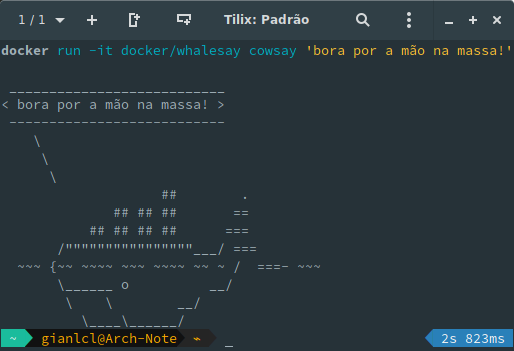 1 / 1 Tilix: Padrão
docker run -it docker/whalesay cowsay 'bora por a mão na massa!'
 ___________________________
< bora por a mão na massa! >
 ---------------------------
    \
     \
      \
                    ##        .
              ## ## ##       ==
           ## ## ## ##      ===
       /""""""""""""""""___/ ===
  ~~~ {~~ ~~~~ ~~~ ~~~~ ~~ ~ /  ===- ~~~
       \______ o          __/
        \    \        __/
          \____\______/
~ gianlcl@Arch-Note ⌁ _ 2s 823ms